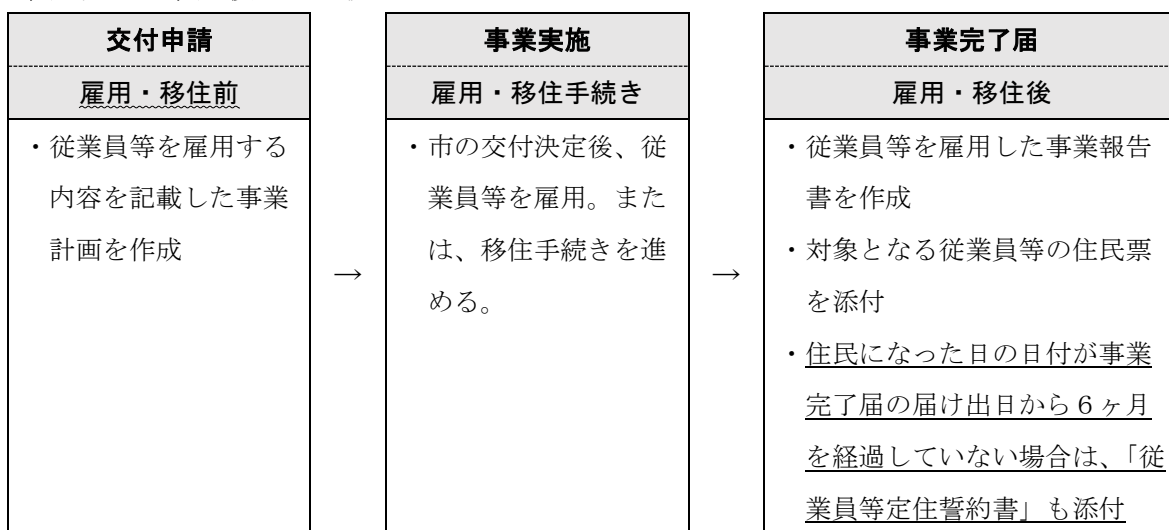 交付申請
雇用・移住前
・従業員等を雇用する
内容を記載した事業
計画を作成
→
事業実施
雇用・移住手続き
・市の交付決定後、従
業員等を雇用。また
は、移住手続きを進
める。
→
事業完了届
雇用・移住後
・従業員等を雇用した事業報告
書を作成
・対象となる従業員等の住民票
を添付
・住民になった日の日付が事業
完了届の届け出日から6ヶ月
を経過していない場合は、「従
業員等定住誓約書」も添付